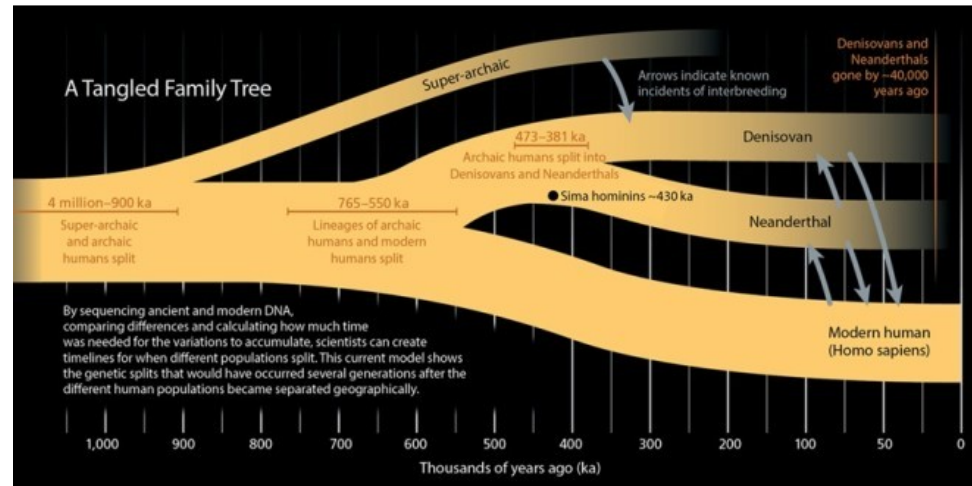 A Tangled Family Tree
Super-archaic
Arrows indicate known
incidents of interbreeding
Denisovans and
Neanderthals
gone by ~40,000
years ago
473–381 ka
Archaic humans split into
Denisovans and Neanderthals
Denisovan
Sima hominins ~430 ka
Neanderthal
4 million–900 ka
Super-archaic
and archaic
humans split
765–550 ka
Lineages of archaic
humans and modern
humans split
By sequencing ancient and modern DNA,
comparing differences and calculating how much time
was needed for the variations to accumulate, scientists can create
timelines for when different populations split. This current model shows
the genetic splits that would have occurred several generations after the
different human populations became separated geographically.
Modern human
(Homo sapiens)
1,000 900 800 700 600 500 400 300 200 100 50 0
Thousands of years ago (ka)